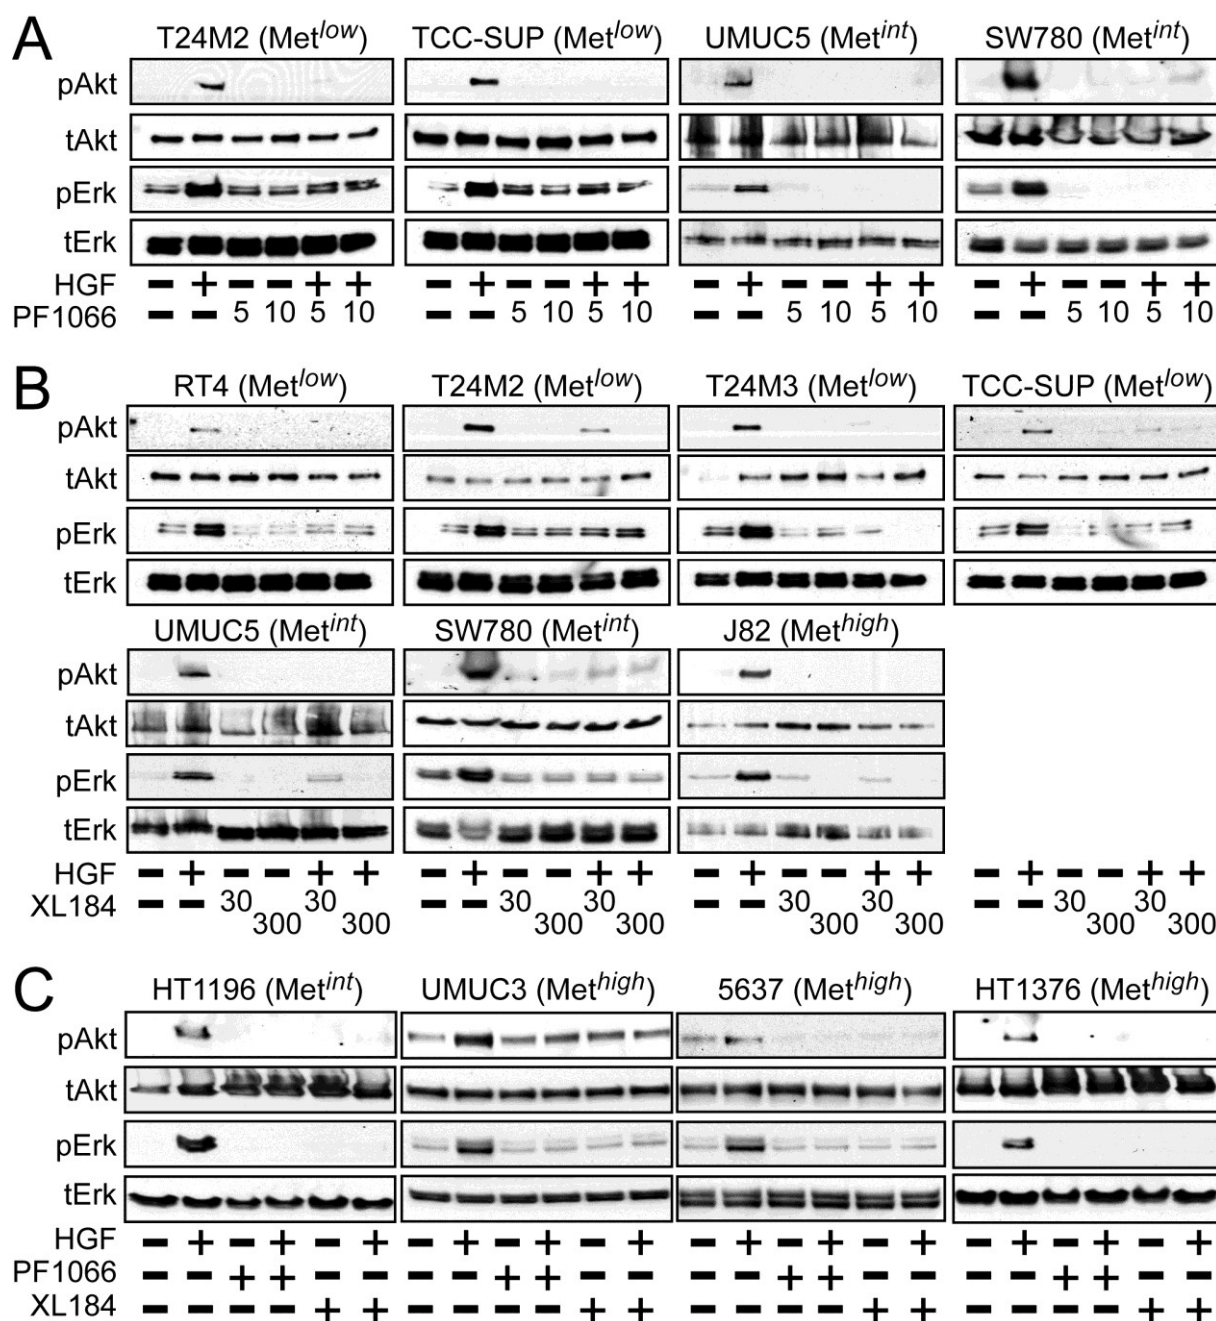 A
T24M2 (Met^low) TCC-SUP (Met^low) UMUC5 (Met^int) SW780 (Met^int)
pAkt
tAkt
pErk
tErk
HGF − + − − + + − + − − + + − + − − + + − + − − + +
PF1066 − − 5 10 5 10 − − 5 10 5 10 − − 5 10 5 10 − − 5 10 5 10
B
RT4 (Met^low) T24M2 (Met^low) T24M3 (Met^low) TCC-SUP (Met^low)
pAkt
tAkt
pErk
tErk
UMUC5 (Met^int) SW780 (Met^int) J82 (Met^high)
pAkt
tAkt
pErk
tErk
HGF − + − − + + − + − − + + − + − − + + − + − − + +
XL184 − − 30 300 30 300 − − 30 300 30 300 − − 30 300 30 300 − − 30 300 30 300
C
HT1196 (Met^int) UMUC3 (Met^high) 5637 (Met^high) HT1376 (Met^high)
pAkt
tAkt
pErk
tErk
HGF − + − + − + − + − + − + − + − + − + − + − + − +
PF1066 − − + + − − − − + + − − − − + + − − − − + + − −
XL184 − − − − + + − − − − + + − − − − + + − − − − + +